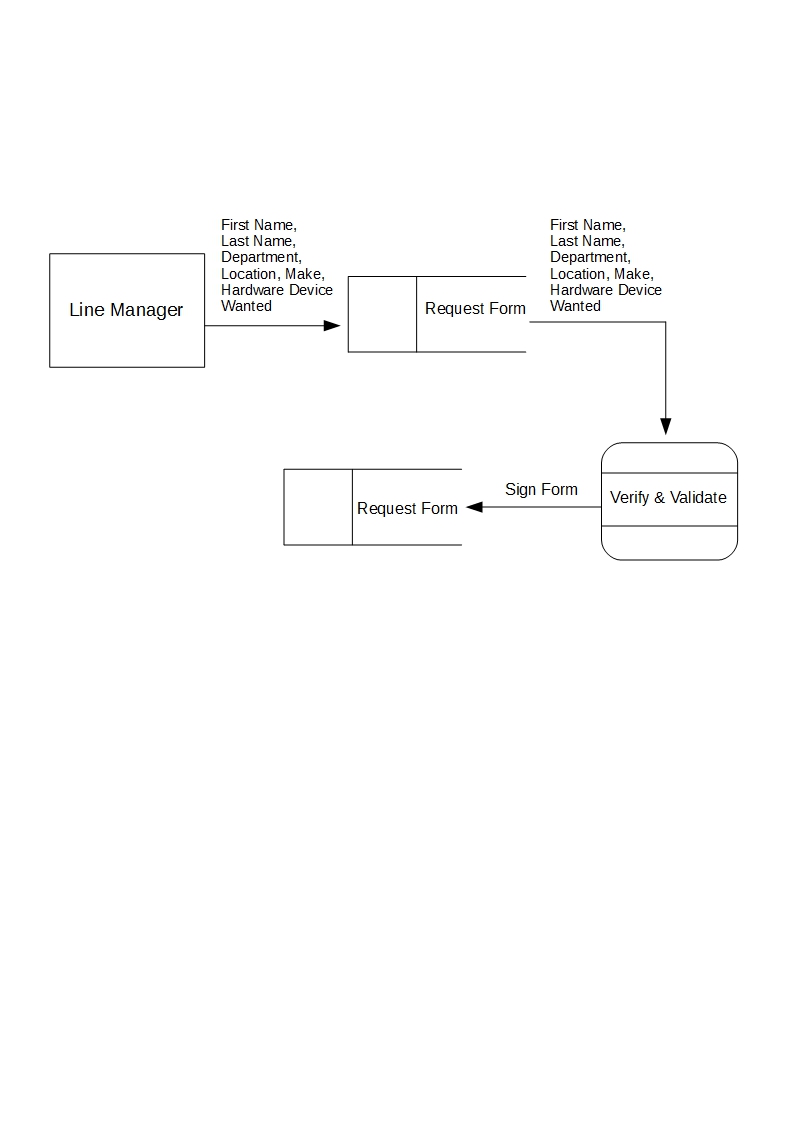 First Name,
Last Name,
Department,
Location, Make,
Hardware Device
Wanted
First Name,
Last Name,
Department,
Location, Make,
Hardware Device
Wanted
Line Manager
Request Form
Request Form
Sign Form
Verify & Validate